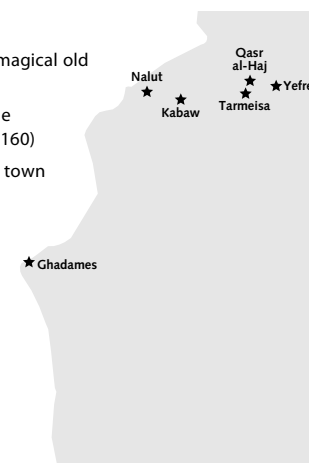 magical old
e
160)
town
Qasr
al-Haj
Nalut
Yefre
Kabaw
Tarmeisa
Ghadames